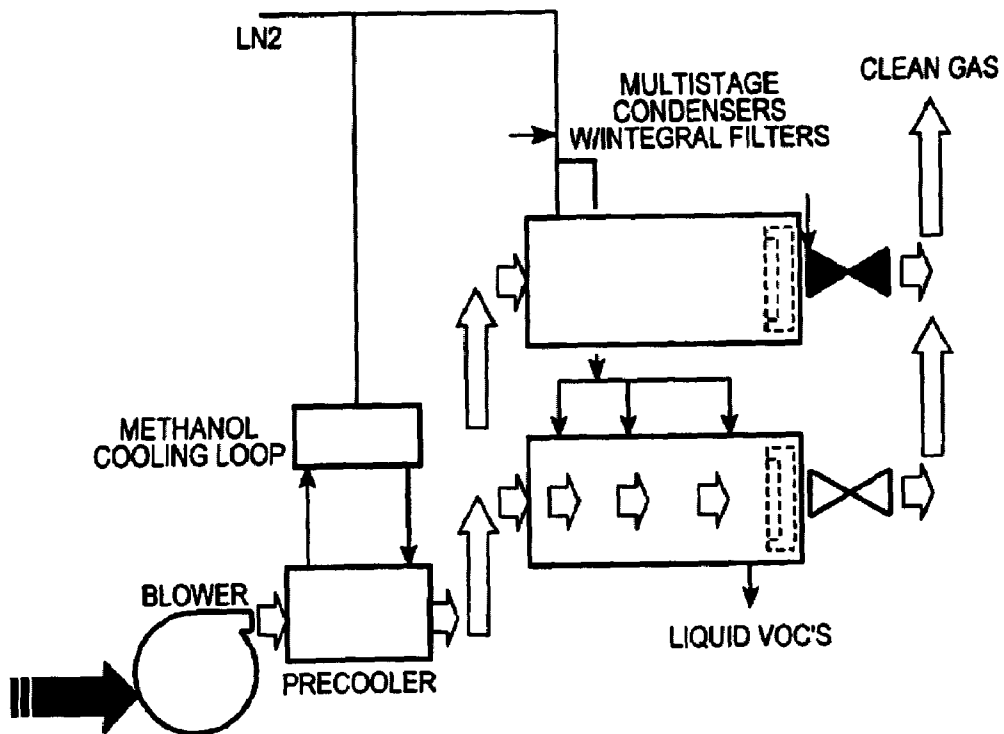 LN2
MULTISTAGE
CONDENSERS
W/INTEGRAL FILTERS
CLEAN GAS
METHANOL
COOLING LOOP
BLOWER
PRECOOLER
LIQUID VOC'S